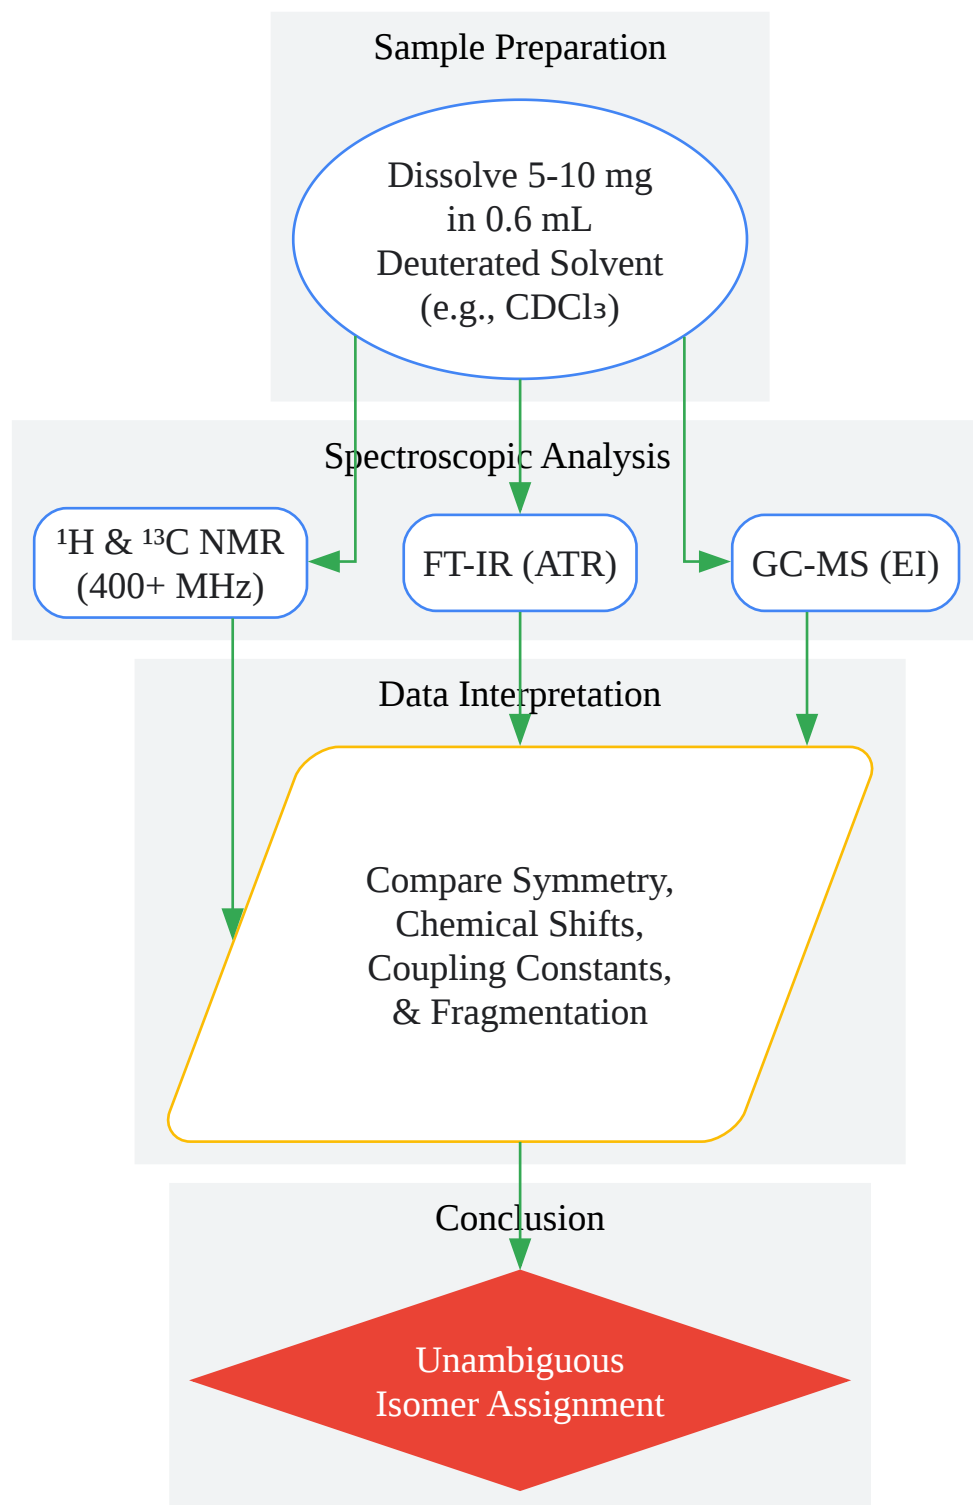 Sample Preparation
Dissolve 5-10 mg
in 0.6 mL
Deuterated Solvent
(e.g., CDCl₃)
Spectroscopic Analysis
¹H & ¹³C NMR
(400+ MHz)
FT-IR (ATR)
GC-MS (EI)
Data Interpretation
Compare Symmetry,
Chemical Shifts,
Coupling Constants,
& Fragmentation
Conclusion
Unambiguous
Isomer Assignment